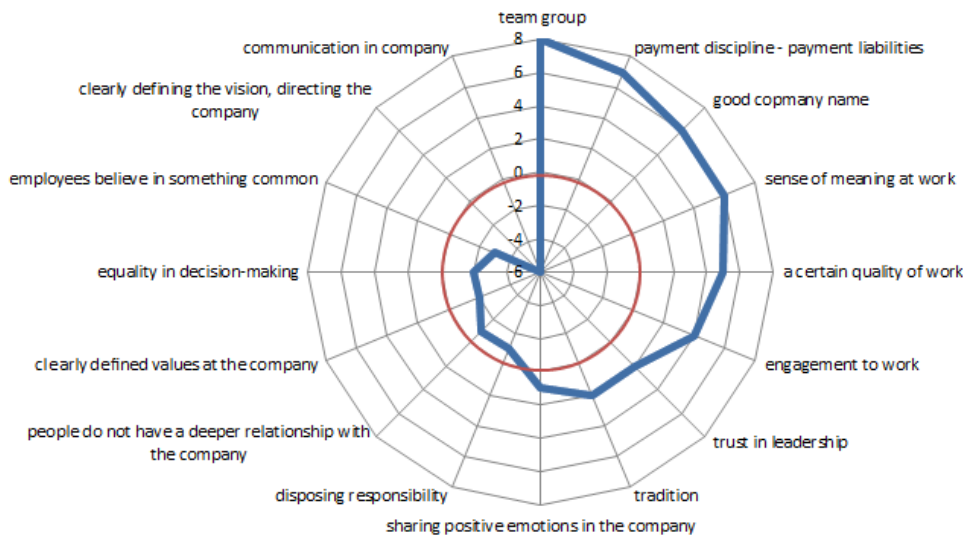 team group
payment discipline - payment liabilities
good copmany name
sense of meaning at work
a certain quality of work
engagement to work
trust in leadership
tradition
sharing positive emotions in the company
disposing responsibility
people do not have a deeper relationship with
the company
clearly defined values at the company
equality in decision-making
employees believe in something common
clearly defining the vision, directing the
company
communication in company
8
6
4
2
0
-2
-4
-6